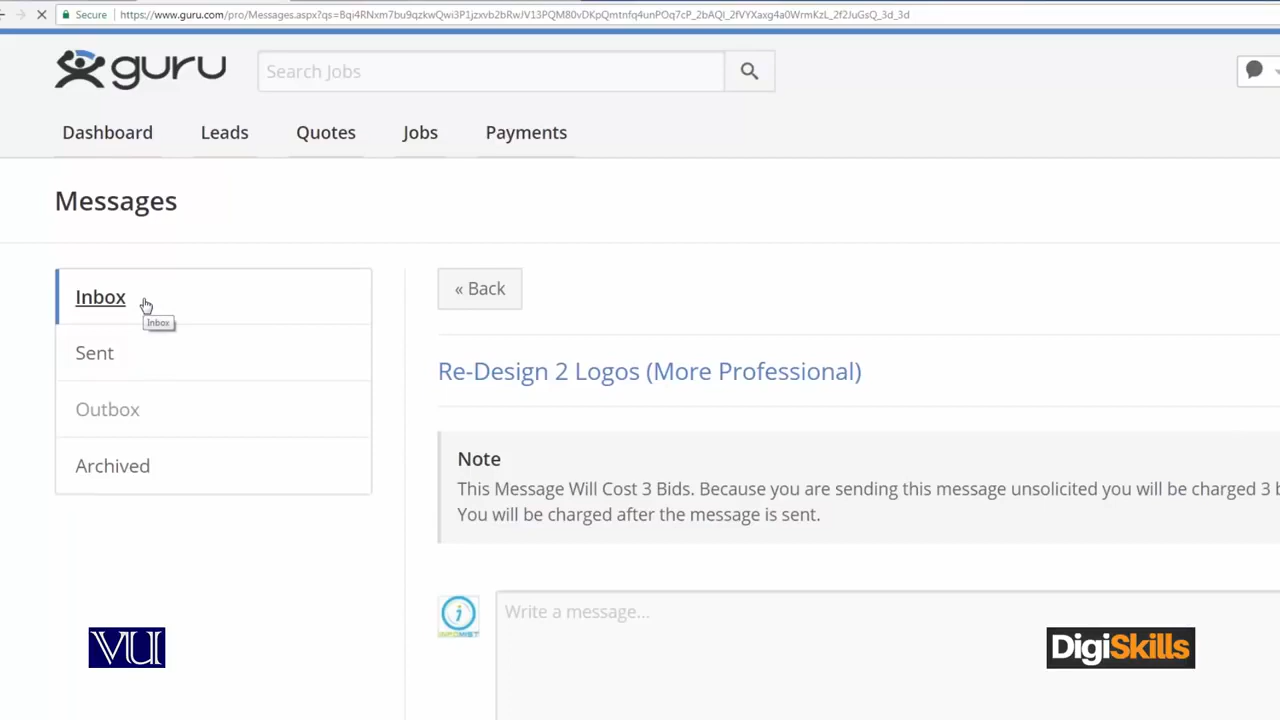 Secure https://www.guru.com/pro/Messages.aspx?qs=
guru
Search Jobs
Dashboard Leads Quotes Jobs Payments
Messages
Inbox
Inbox
Sent
Outbox
Archived
« Back
Re-Design 2 Logos (More Professional)
Note
This Message Will Cost 3 Bids. Because you are sending this message unsolicited you will be charged 3 b
You will be charged after the message is sent.
Write a message...
VU
DigiSkills